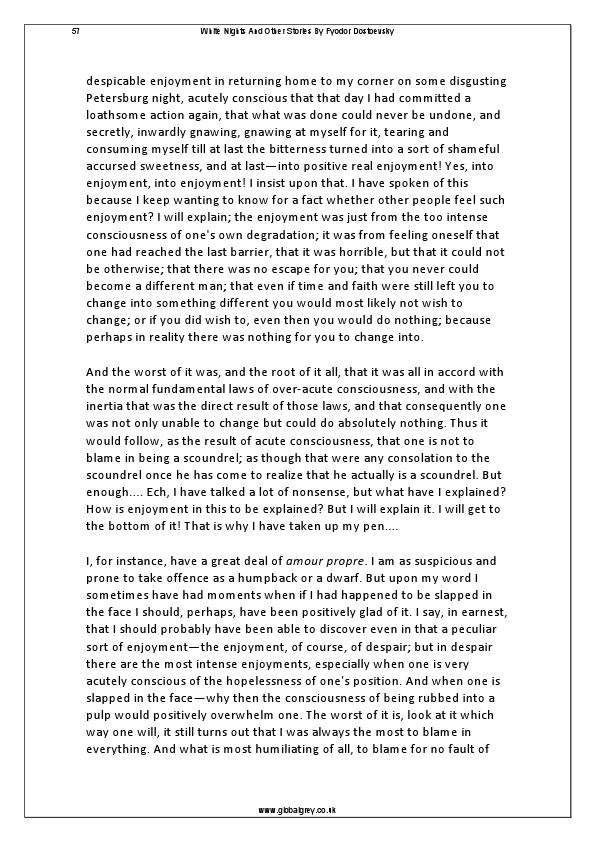 57
White Nights And Other Stories By Fyodor Dostoevsky
despicable enjoyment in returning home to my corner on some disgusting
Petersburg night, acutely conscious that that day I had committed a
loathsome action again, that what was done could never be undone, and
secretly, inwardly gnawing, gnawing at myself for it, tearing and
consuming myself till at last the bitterness turned into a sort of shameful
accursed sweetness, and at last—into positive real enjoyment! Yes, into
enjoyment, into enjoyment! I insist upon that. I have spoken of this
because I keep wanting to know for a fact whether other people feel such
enjoyment? I will explain; the enjoyment was just from the too intense
consciousness of one's own degradation; it was from feeling oneself that
one had reached the last barrier, that it was horrible, but that it could not
be otherwise; that there was no escape for you; that you never could
become a different man; that even if time and faith were still left you to
change into something different you would most likely not wish to
change; or if you did wish to, even then you would do nothing; because
perhaps in reality there was nothing for you to change into.
And the worst of it was, and the root of it all, that it was all in accord with
the normal fundamental laws of over-acute consciousness, and with the
inertia that was the direct result of those laws, and that consequently one
was not only unable to change but could do absolutely nothing. Thus it
would follow, as the result of acute consciousness, that one is not to
blame in being a scoundrel; as though that were any consolation to the
scoundrel once he has come to realize that he actually is a scoundrel. But
enough.... Ech, I have talked a lot of nonsense, but what have I explained?
How is enjoyment in this to be explained? But I will explain it. I will get to
the bottom of it! That is why I have taken up my pen....
I, for instance, have a great deal of amour propre. I am as suspicious and
prone to take offence as a humpback or a dwarf. But upon my word I
sometimes have had moments when if I had happened to be slapped in
the face I should, perhaps, have been positively glad of it. I say, in earnest,
that I should probably have been able to discover even in that a peculiar
sort of enjoyment—the enjoyment, of course, of despair; but in despair
there are the most intense enjoyments, especially when one is very
acutely conscious of the hopelessness of one's position. And when one is
slapped in the face—why then the consciousness of being rubbed into a
pulp would positively overwhelm one. The worst of it is, look at it which
way one will, it still turns out that I was always the most to blame in
everything. And what is most humiliating of all, to blame for no fault of
www.globalgrey.co.uk